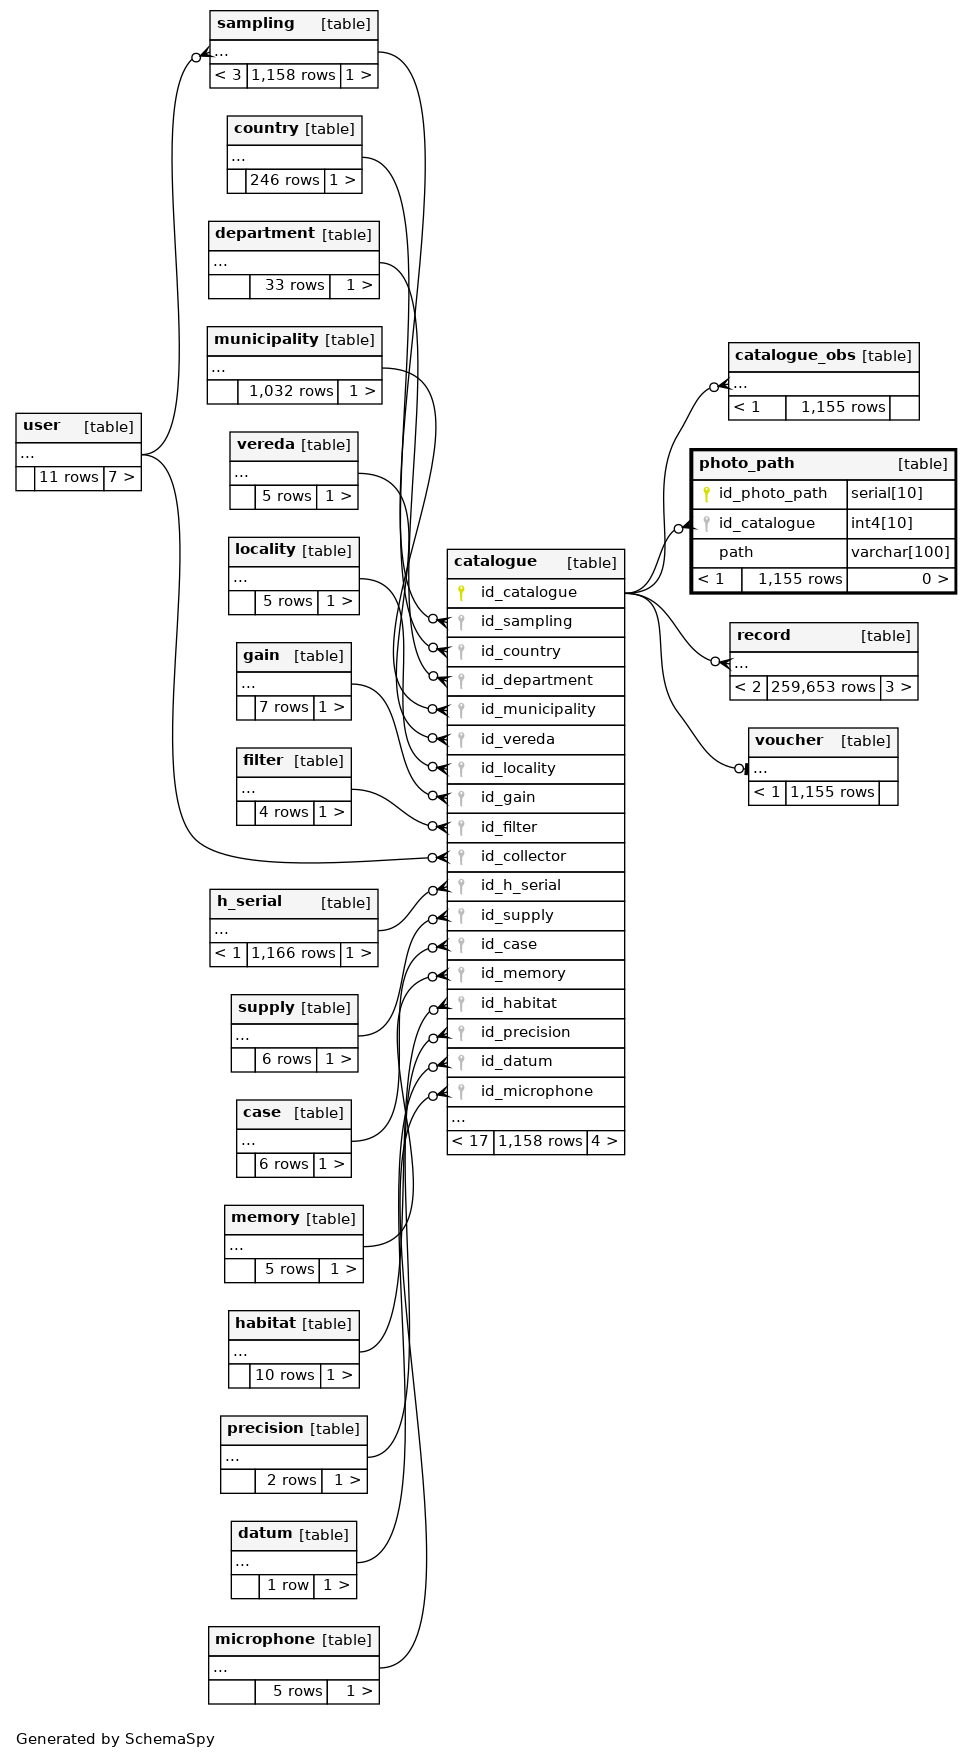 sampling [table]
...
< 3 1,158 rows 1 >
country [table]
...
246 rows 1 >
department [table]
...
33 rows 1 >
municipality [table]
...
1,032 rows 1 >
user [table]
...
11 rows 7 >
vereda [table]
...
5 rows 1 >
locality [table]
...
5 rows 1 >
gain [table]
...
7 rows 1 >
filter [table]
...
4 rows 1 >
h_serial [table]
...
< 1 1,166 rows 1 >
supply [table]
...
6 rows 1 >
case [table]
...
6 rows 1 >
memory [table]
...
5 rows 1 >
habitat [table]
...
10 rows 1 >
precision [table]
...
2 rows 1 >
datum [table]
...
1 row 1 >
microphone [table]
...
5 rows 1 >
catalogue [table]
id_catalogue
id_sampling
id_country
id_department
id_municipality
id_vereda
id_locality
id_gain
id_filter
id_collector
id_h_serial
id_supply
id_case
id_memory
id_habitat
id_precision
id_datum
id_microphone
...
< 17 1,158 rows 4 >
catalogue_obs [table]
...
< 1 1,155 rows
photo_path [table]
id_photo_path serial[10]
id_catalogue int4[10]
path varchar[100]
< 1 1,155 rows 0 >
record [table]
...
< 2 259,653 rows 3 >
voucher [table]
...
< 1 1,155 rows
Generated by SchemaSpy